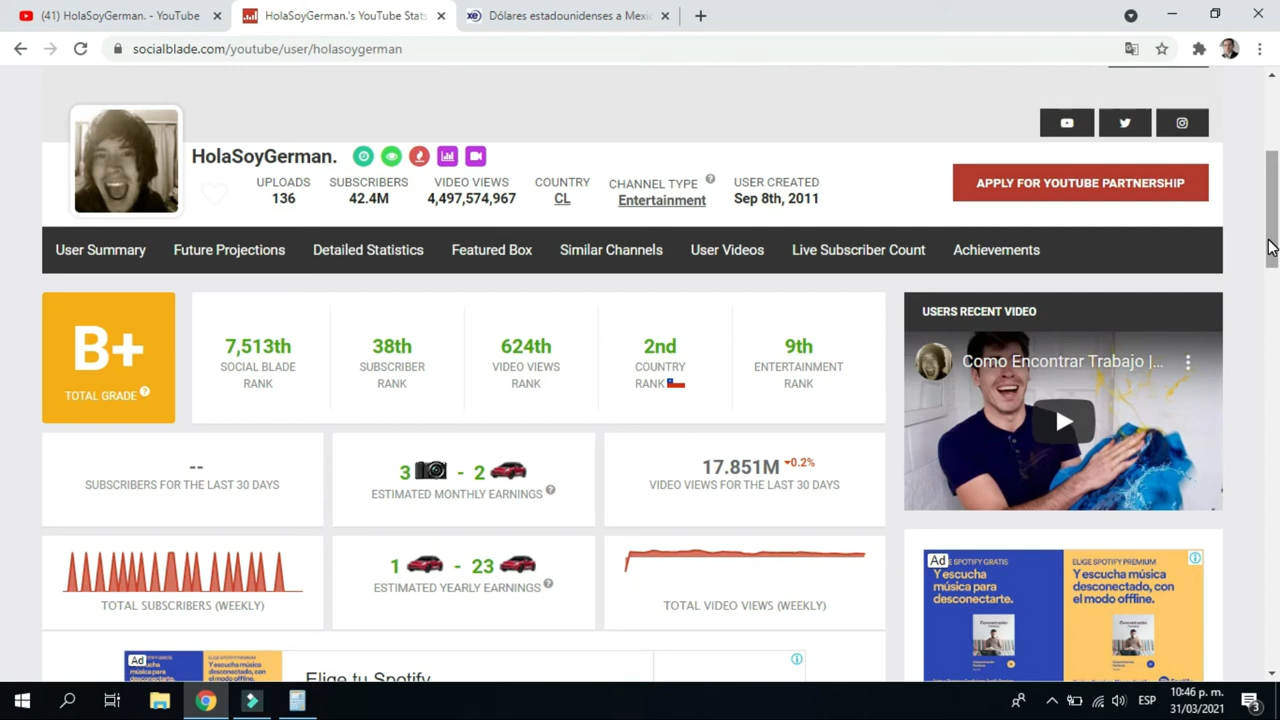 (41) HolaSoyGerman. - YouTube
HolaSoyGerman.'s YouTube Stats
Dólares estadounidenses a Mexi
socialblade.com/youtube/user/holasoygerman
HolaSoyGerman.
UPLOADS
136
SUBSCRIBERS
42.4M
VIDEO VIEWS
4,497,574,967
COUNTRY
CL
CHANNEL TYPE
Entertainment
USER CREATED
Sep 8th, 2011
APPLY FOR YOUTUBE PARTNERSHIP
User Summary
Future Projections
Detailed Statistics
Featured Box
Similar Channels
User Videos
Live Subscriber Count
Achievements
B+
TOTAL GRADE
7,513th
SOCIAL BLADE
RANK
38th
SUBSCRIBER
RANK
624th
VIDEO VIEWS
RANK
2nd
COUNTRY
RANK
9th
ENTERTAINMENT
RANK
USERS RECENT VIDEO
Como Encontrar Trabajo |...
--
SUBSCRIBERS FOR THE LAST 30 DAYS
3 - 2
ESTIMATED MONTHLY EARNINGS
17.851M -0.2%
VIDEO VIEWS FOR THE LAST 30 DAYS
TOTAL SUBSCRIBERS (WEEKLY)
1 - 23
ESTIMATED YEARLY EARNINGS
TOTAL VIDEO VIEWS (WEEKLY)
Ad
E SPOTIFY GRATIS
Y escucha
música para
desconectarte.
ELIGE SPOTIFY PREMIUM
Y escucha música
para desconectarte,
con el modo offline.
Ad
Elige tu Spotify
ESP
10:46 p. m.
31/03/2021
3